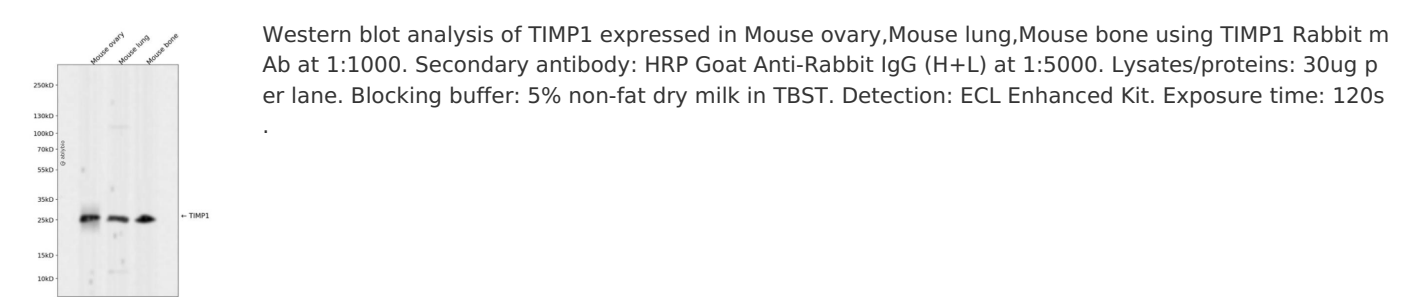 Mouse ovary
Mouse lung
Mouse bone
Western blot analysis of TIMP1 expressed in Mouse ovary,Mouse lung,Mouse bone using TIMP1 Rabbit m
Ab at 1:1000. Secondary antibody: HRP Goat Anti-Rabbit IgG (H+L) at 1:5000. Lysates/proteins: 30ug p
er lane. Blocking buffer: 5% non-fat dry milk in TBST. Detection: ECL Enhanced Kit. Exposure time: 120s
.
250kD
130kD
100kD
70kD
55kD
35kD
25kD
← TIMP1
15kD
10kD